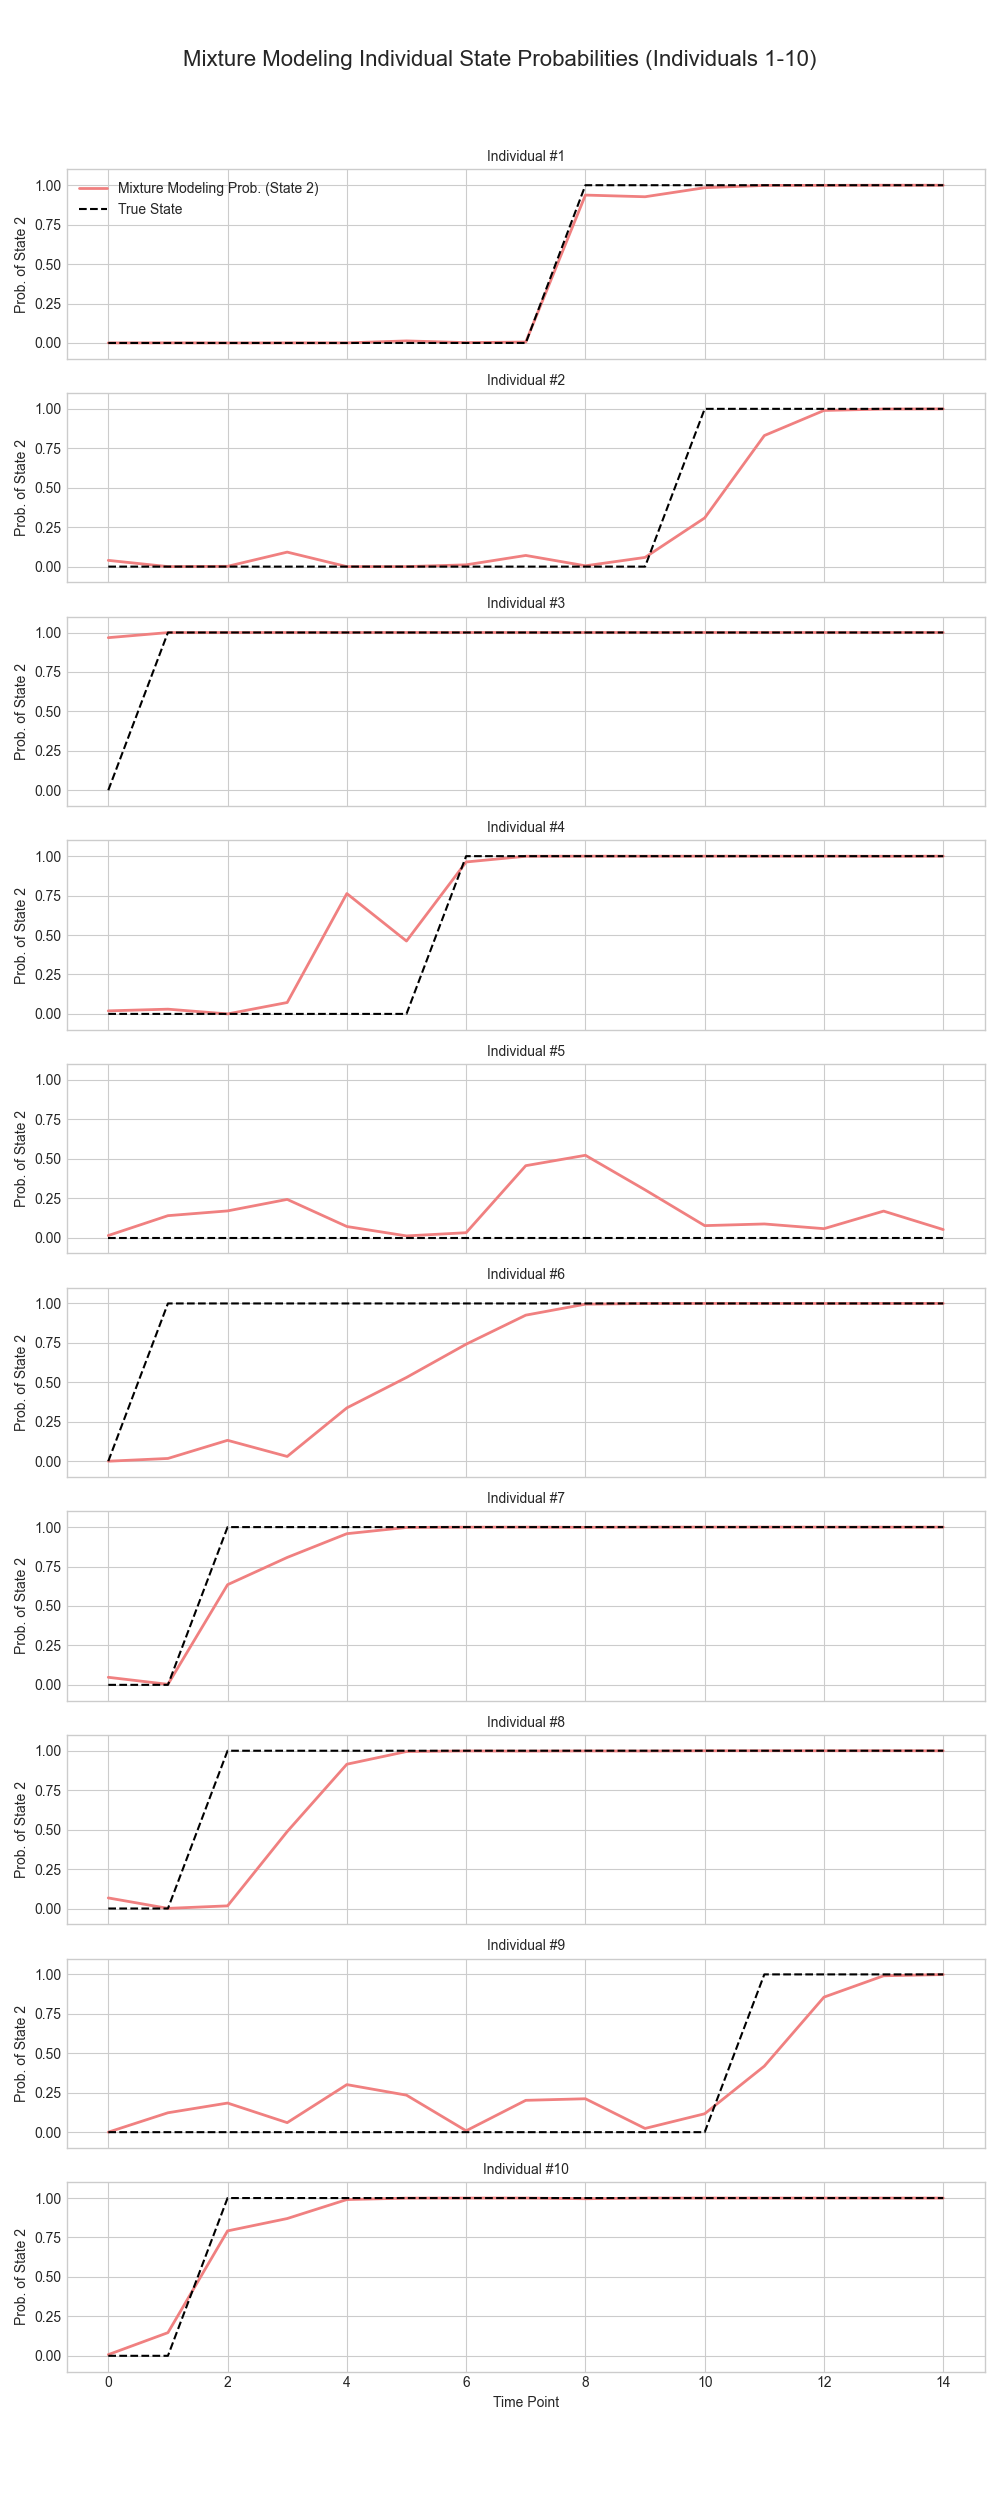 Mixture Modeling Individual State Probabilities (Individuals 1-10)
Individual #1
Mixture Modeling Prob. (State 2)
True State
1.00
0.75
0.50
0.25
0.00
Prob. of State 2
Individual #2
1.00
0.75
0.50
0.25
0.00
Prob. of State 2
Individual #3
1.00
0.75
0.50
0.25
0.00
Prob. of State 2
Individual #4
1.00
0.75
0.50
0.25
0.00
Prob. of State 2
Individual #5
1.00
0.75
0.50
0.25
0.00
Prob. of State 2
Individual #6
1.00
0.75
0.50
0.25
0.00
Prob. of State 2
Individual #7
1.00
0.75
0.50
0.25
0.00
Prob. of State 2
Individual #8
1.00
0.75
0.50
0.25
0.00
Prob. of State 2
Individual #9
1.00
0.75
0.50
0.25
0.00
Prob. of State 2
Individual #10
1.00
0.75
0.50
0.25
0.00
Prob. of State 2
0 2 4 6 8 10 12 14
Time Point